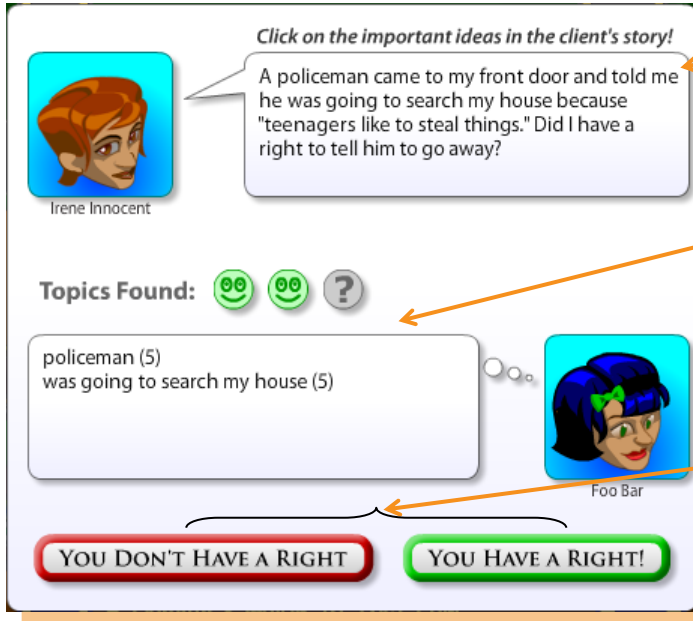 Click on the important ideas in the client's story!
A policeman came to my front door and told me
he was going to search my house because
"teenagers like to steal things." Did I have a
right to tell him to go away?
Irene Innocent
Topics Found:
?
policeman (5)
was going to search my house (5)
Foo Bar
YOU DON'T HAVE A RIGHT
YOU HAVE A RIGHT!